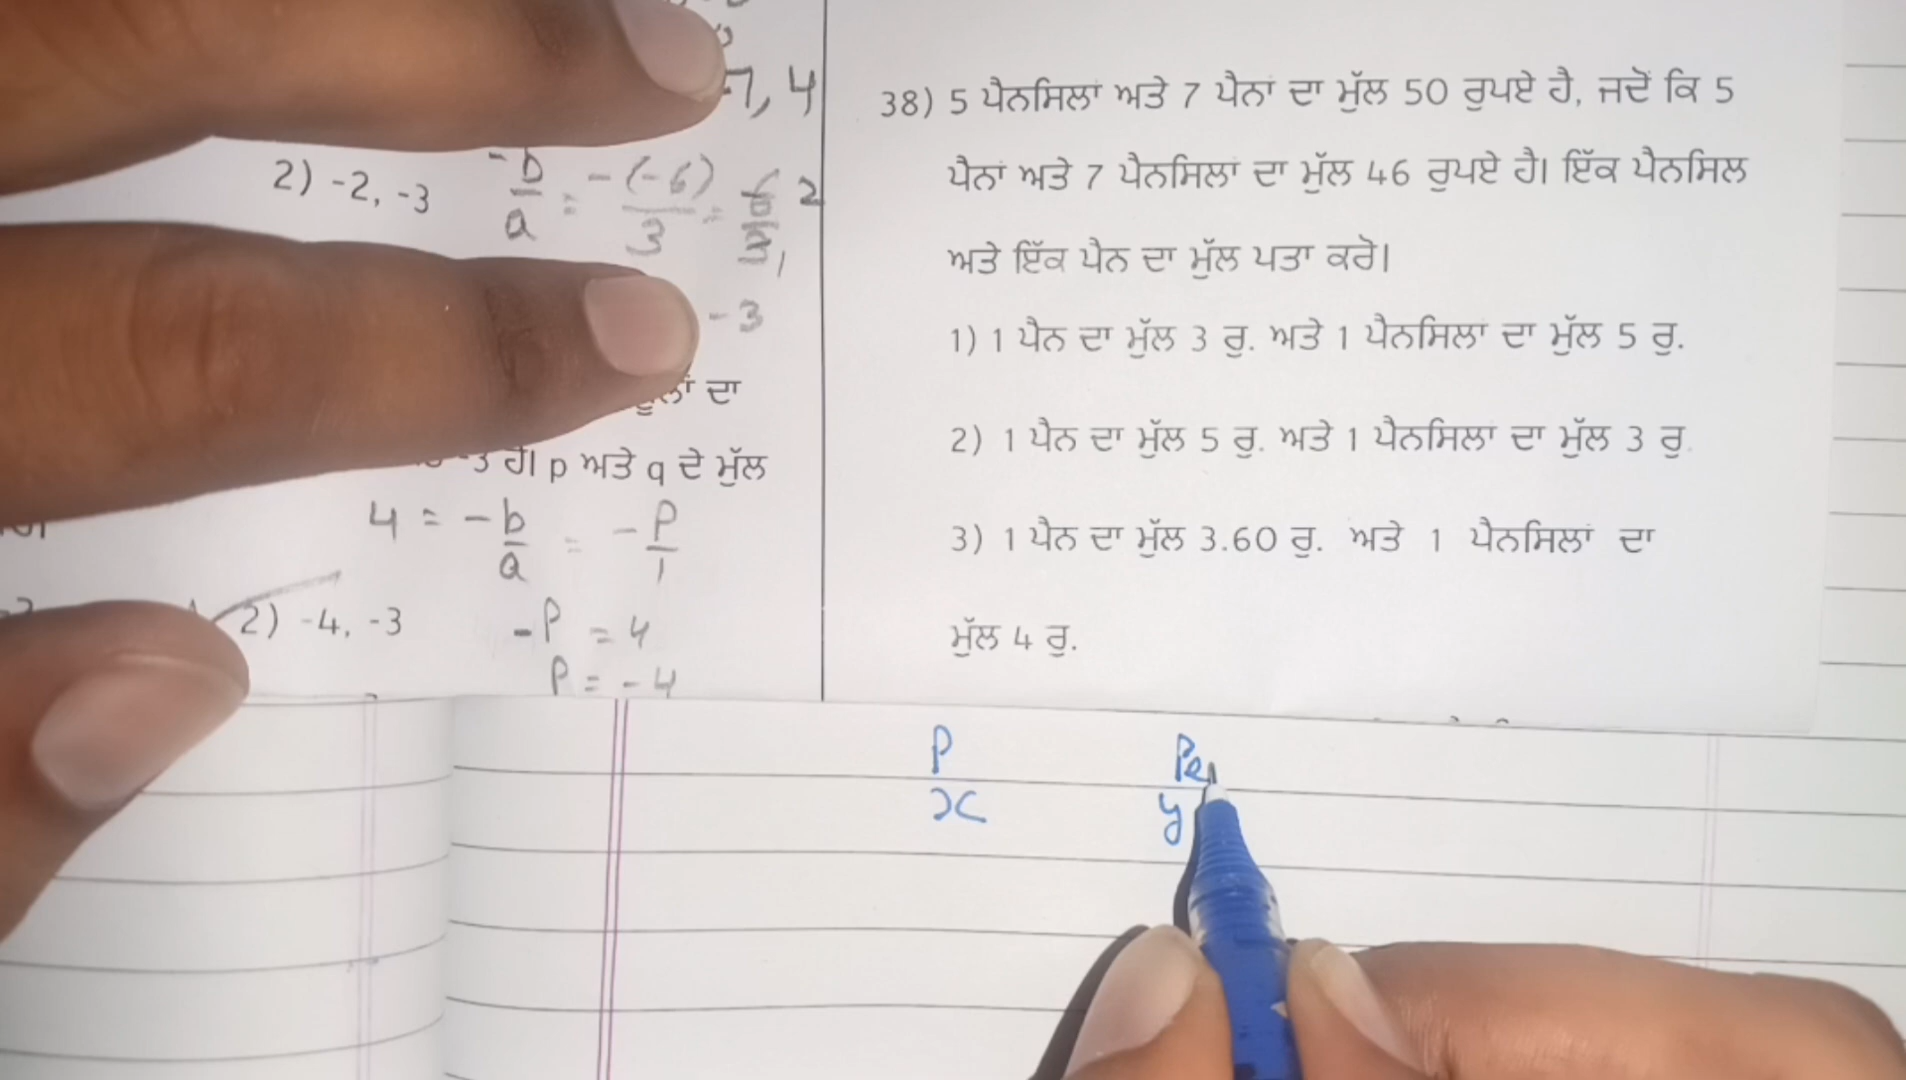 7, 4
2) -2, -3
-b/a = -(-6)/3 = 6/3 2
1
- 3
ਦਾ
-3 ਹੈ। p ਅਤੇ q ਦੇ ਮੁੱਲ
4 = -b/a = -P/1
2) -4, -3
-P = 4
P = -4
38) 5 ਪੈਨਸਿਲਾਂ ਅਤੇ 7 ਪੈਨਾਂ ਦਾ ਮੁੱਲ 50 ਰੁਪਏ ਹੈ, ਜਦੋਂ ਕਿ 5
ਪੈਨਾਂ ਅਤੇ 7 ਪੈਨਸਿਲਾਂ ਦਾ ਮੁੱਲ 46 ਰੁਪਏ ਹੈ। ਇੱਕ ਪੈਨਸਿਲ
ਅਤੇ ਇੱਕ ਪੈਨ ਦਾ ਮੁੱਲ ਪਤਾ ਕਰੋ।
1) 1 ਪੈਨ ਦਾ ਮੁੱਲ 3 ਰੁ. ਅਤੇ 1 ਪੈਨਸਿਲਾਂ ਦਾ ਮੁੱਲ 5 ਰੁ.
2) 1 ਪੈਨ ਦਾ ਮੁੱਲ 5 ਰੁ. ਅਤੇ 1 ਪੈਨਸਿਲਾਂ ਦਾ ਮੁੱਲ 3 ਰੁ.
3) 1 ਪੈਨ ਦਾ ਮੁੱਲ 3.60 ਰੁ. ਅਤੇ 1 ਪੈਨਸਿਲਾਂ ਦਾ
ਮੁੱਲ 4 ਰੁ.
P Pe
x y